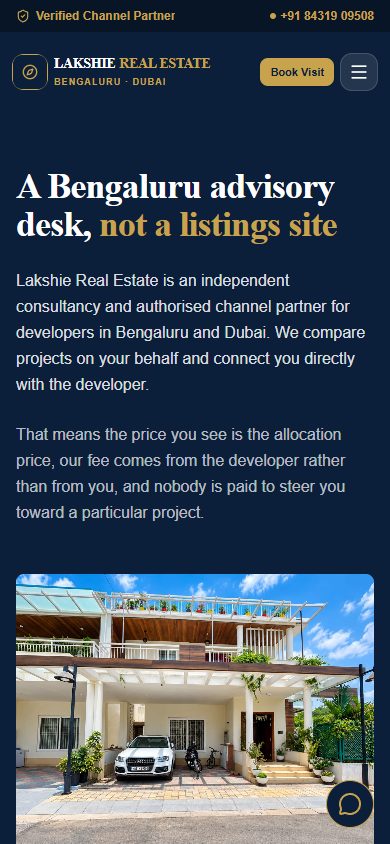 Verified Channel Partner
+91 84319 09508
LAKSHIE REAL ESTATE
BENGALURU · DUBAI
Book Visit
A Bengaluru advisory
desk, not a listings site
Lakshie Real Estate is an independent
consultancy and authorised channel partner for
developers in Bengaluru and Dubai. We compare
projects on your behalf and connect you directly
with the developer.
That means the price you see is the allocation
price, our fee comes from the developer rather
than from you, and nobody is paid to steer you
toward a particular project.